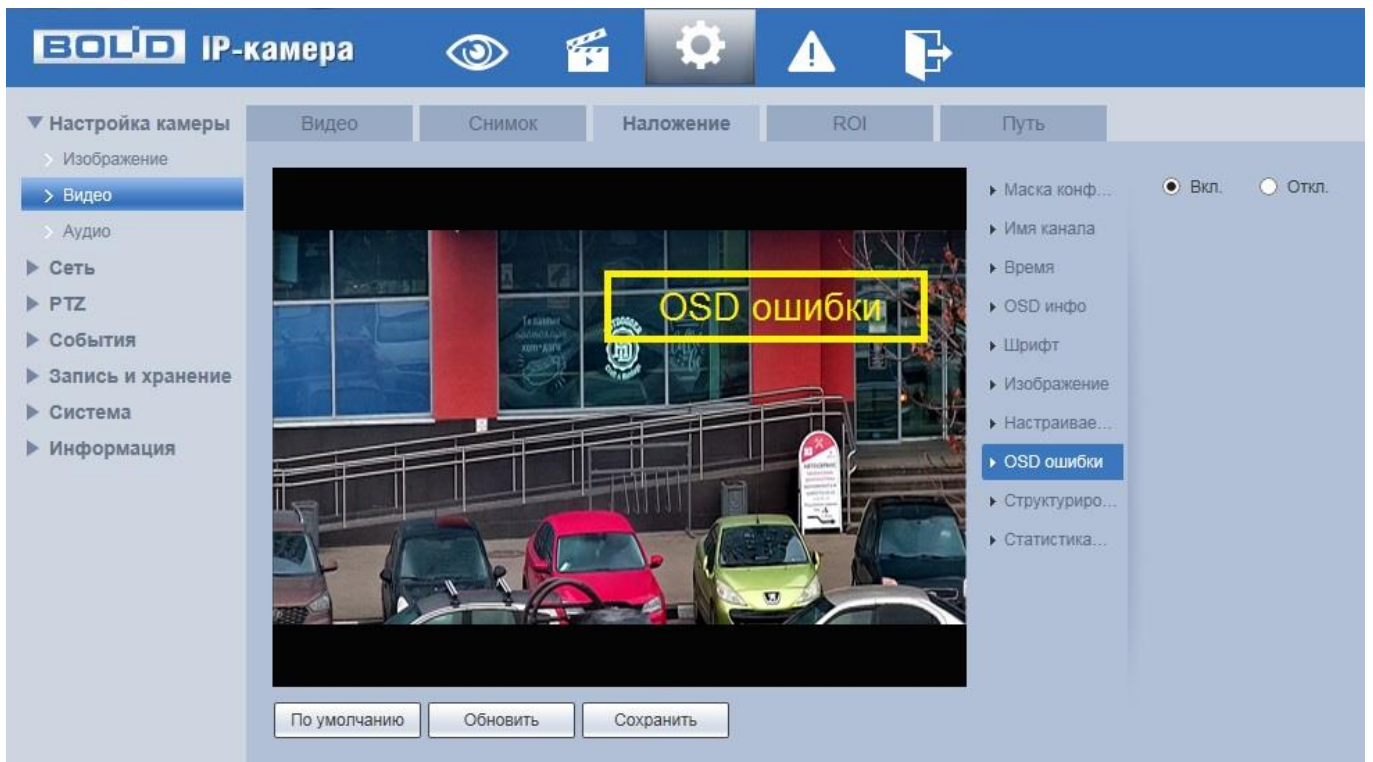 BOLID IP-камера
Настройка камеры
Изображение
Видео
Аудио
Сеть
PTZ
События
Запись и хранение
Система
Информация
Видео
Снимок
Наложение
ROI
Путь
OSD ошибки
АВТОСЕРВИС
Маска конф...
Имя канала
Время
OSD инфо
Шрифт
Изображение
Настраивае...
OSD ошибки
Структуриро...
Статистика...
Вкл.
Откл.
По умолчанию
Обновить
Сохранить